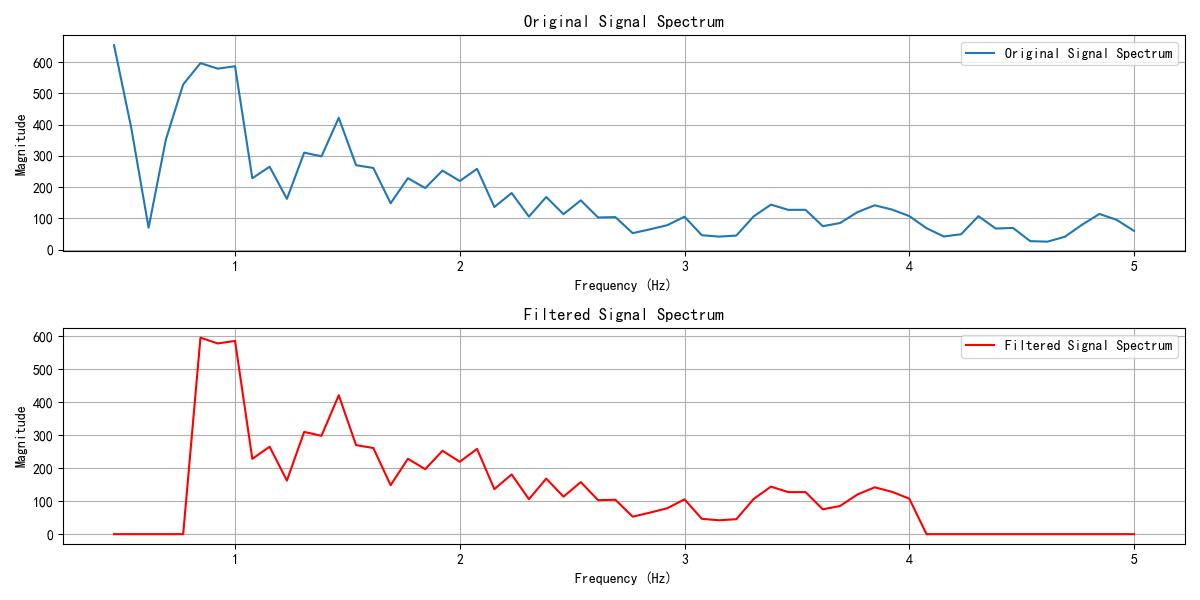 Original Signal Spectrum
Original Signal Spectrum
Magnitude
600
500
400
300
200
100
0
1 2 3 4 5
Frequency (Hz)
Filtered Signal Spectrum
Filtered Signal Spectrum
Magnitude
600
500
400
300
200
100
0
1 2 3 4 5
Frequency (Hz)